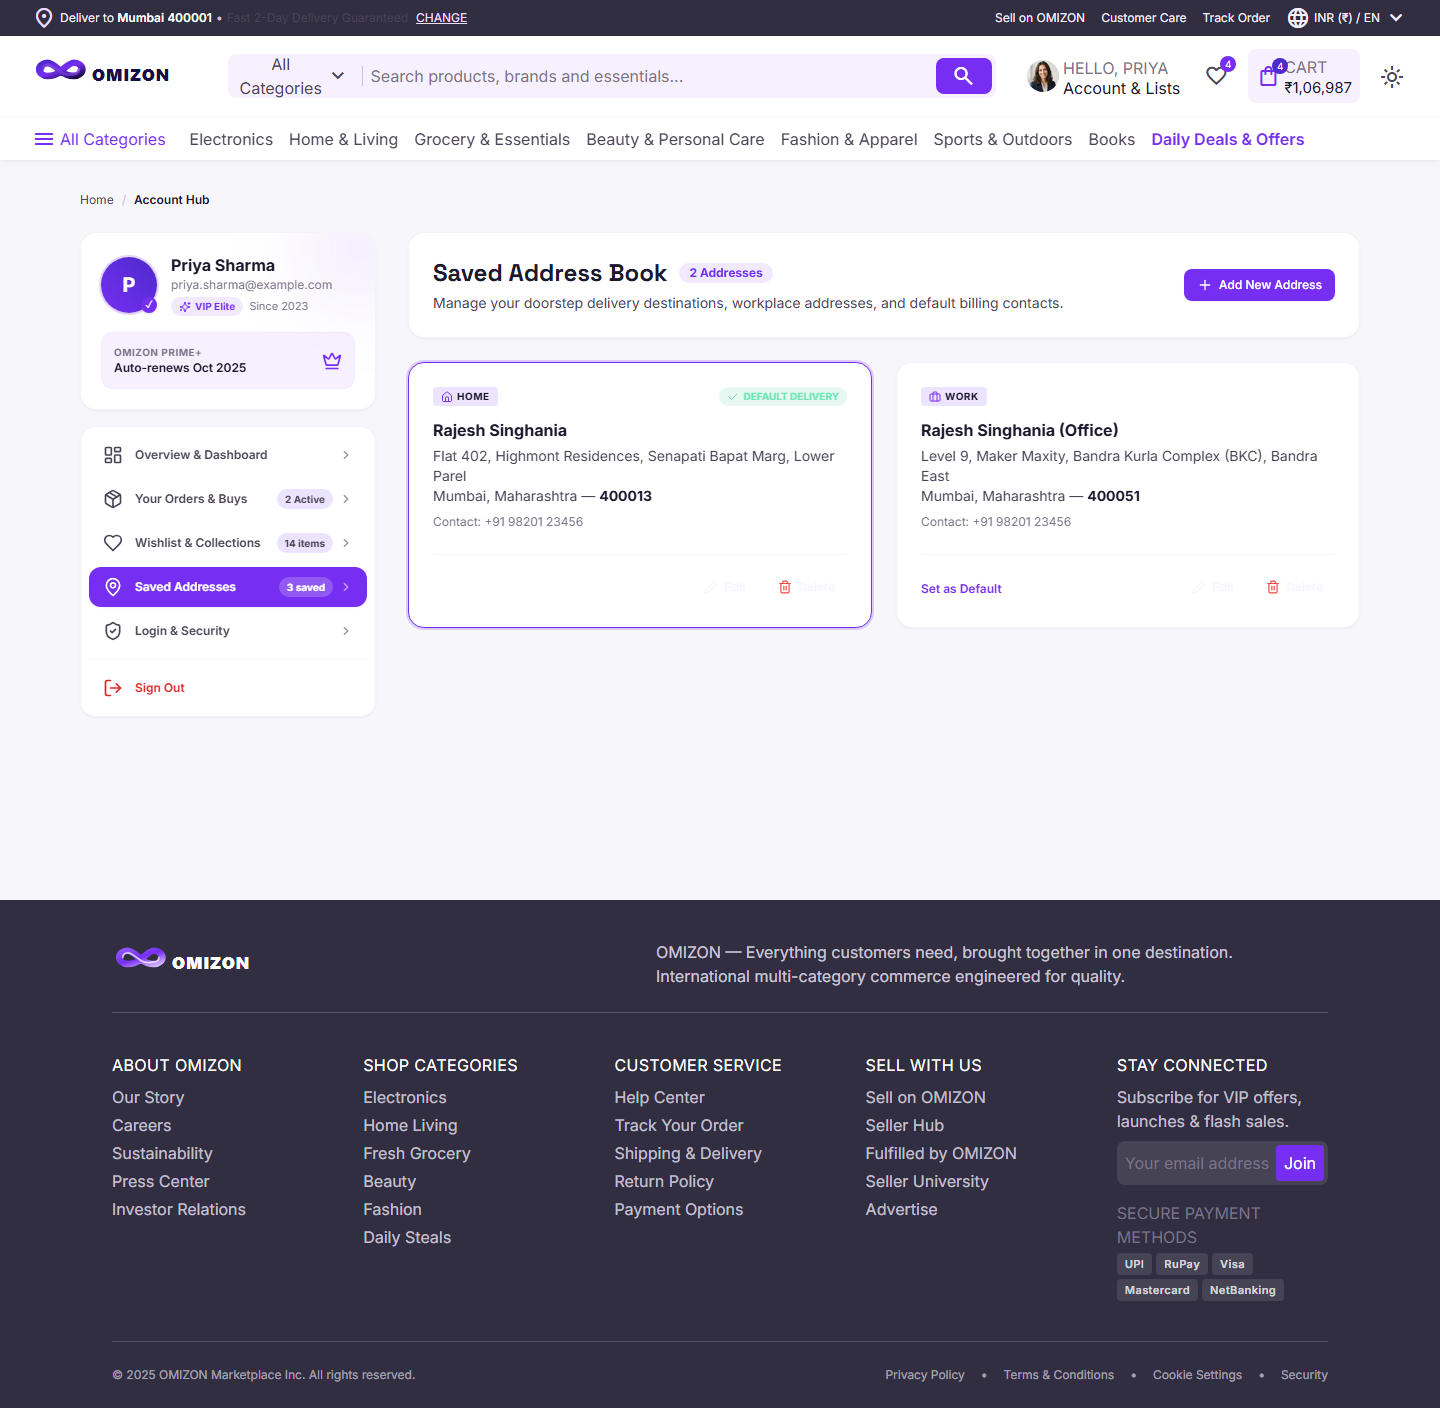 Deliver to Mumbai 400001 • Fast 2-Day Delivery Guaranteed CHANGE
Sell on OMIZON Customer Care Track Order INR (₹) / EN
OMIZON
All Categories
Search products, brands and essentials...
HELLO, PRIYA
Account & Lists
4
4
CART
₹1,06,987
All Categories Electronics Home & Living Grocery & Essentials Beauty & Personal Care Fashion & Apparel Sports & Outdoors Books Daily Deals & Offers
Home / Account Hub
P
Priya Sharma
priya.sharma@example.com
VIP Elite Since 2023
OMIZON PRIME+
Auto-renews Oct 2025
Overview & Dashboard
Your Orders & Buys 2 Active
Wishlist & Collections 14 items
Saved Addresses 3 saved
Login & Security
Sign Out
Saved Address Book 2 Addresses
Manage your doorstep delivery destinations, workplace addresses, and default billing contacts.
Add New Address
HOME DEFAULT DELIVERY
Rajesh Singhania
Flat 402, Highmont Residences, Senapati Bapat Marg, Lower
Parel
Mumbai, Maharashtra — 400013
Contact: +91 98201 23456
Edit Delete
WORK
Rajesh Singhania (Office)
Level 9, Maker Maxity, Bandra Kurla Complex (BKC), Bandra
East
Mumbai, Maharashtra — 400051
Contact: +91 98201 23456
Set as Default Edit Delete
OMIZON
OMIZON — Everything customers need, brought together in one destination.
International multi-category commerce engineered for quality.
ABOUT OMIZON
Our Story
Careers
Sustainability
Press Center
Investor Relations
SHOP CATEGORIES
Electronics
Home Living
Fresh Grocery
Beauty
Fashion
Daily Steals
CUSTOMER SERVICE
Help Center
Track Your Order
Shipping & Delivery
Return Policy
Payment Options
SELL WITH US
Sell on OMIZON
Seller Hub
Fulfilled by OMIZON
Seller University
Advertise
STAY CONNECTED
Subscribe for VIP offers,
launches & flash sales.
Your email address Join
SECURE PAYMENT
METHODS
UPI RuPay Visa
Mastercard NetBanking
© 2025 OMIZON Marketplace Inc. All rights reserved.
Privacy Policy • Terms & Conditions • Cookie Settings • Security